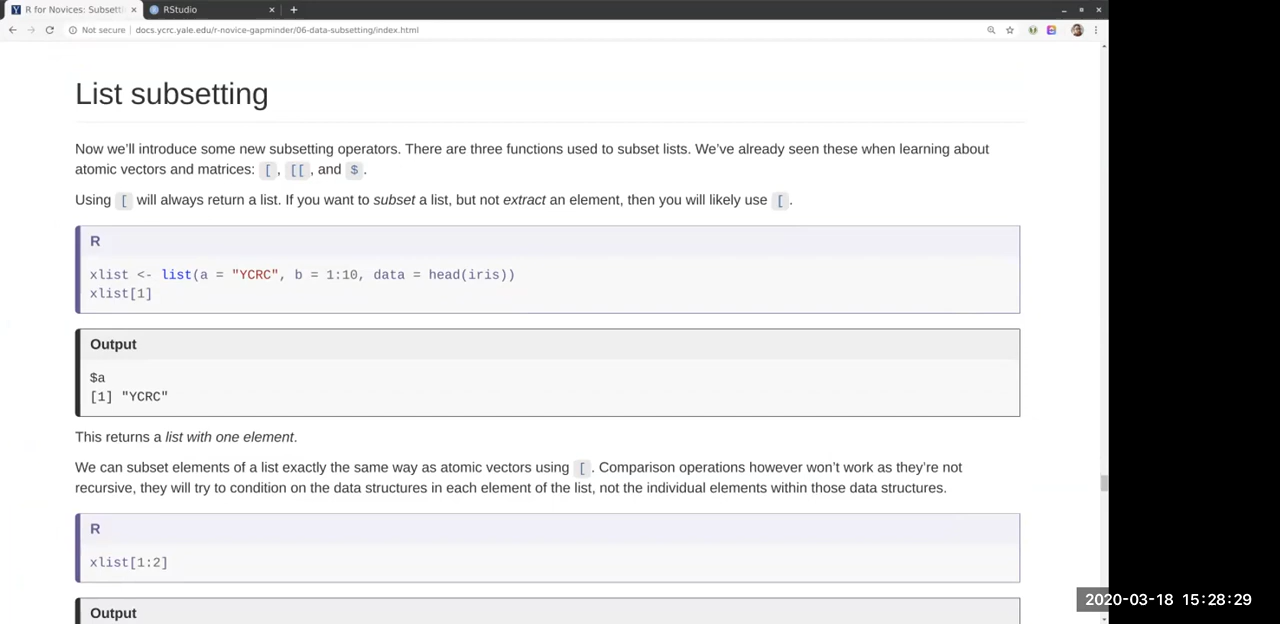 R for Novices: Subsetti
RStudio
Not secure | docs.ycrc.yale.edu/r-novice-gapminder/06-data-subsetting/index.html
List subsetting
Now we'll introduce some new subsetting operators. There are three functions used to subset lists. We've already seen these when learning about
atomic vectors and matrices: [ , [[ , and $ .
Using [ will always return a list. If you want to subset a list, but not extract an element, then you will likely use [ .
R
xlist <- list(a = "YCRC", b = 1:10, data = head(iris))
xlist[1]
Output
$a
[1] "YCRC"
This returns a list with one element.
We can subset elements of a list exactly the same way as atomic vectors using [ . Comparison operations however won't work as they're not
recursive, they will try to condition on the data structures in each element of the list, not the individual elements within those data structures.
R
xlist[1:2]
Output
2020-03-18 15:28:29